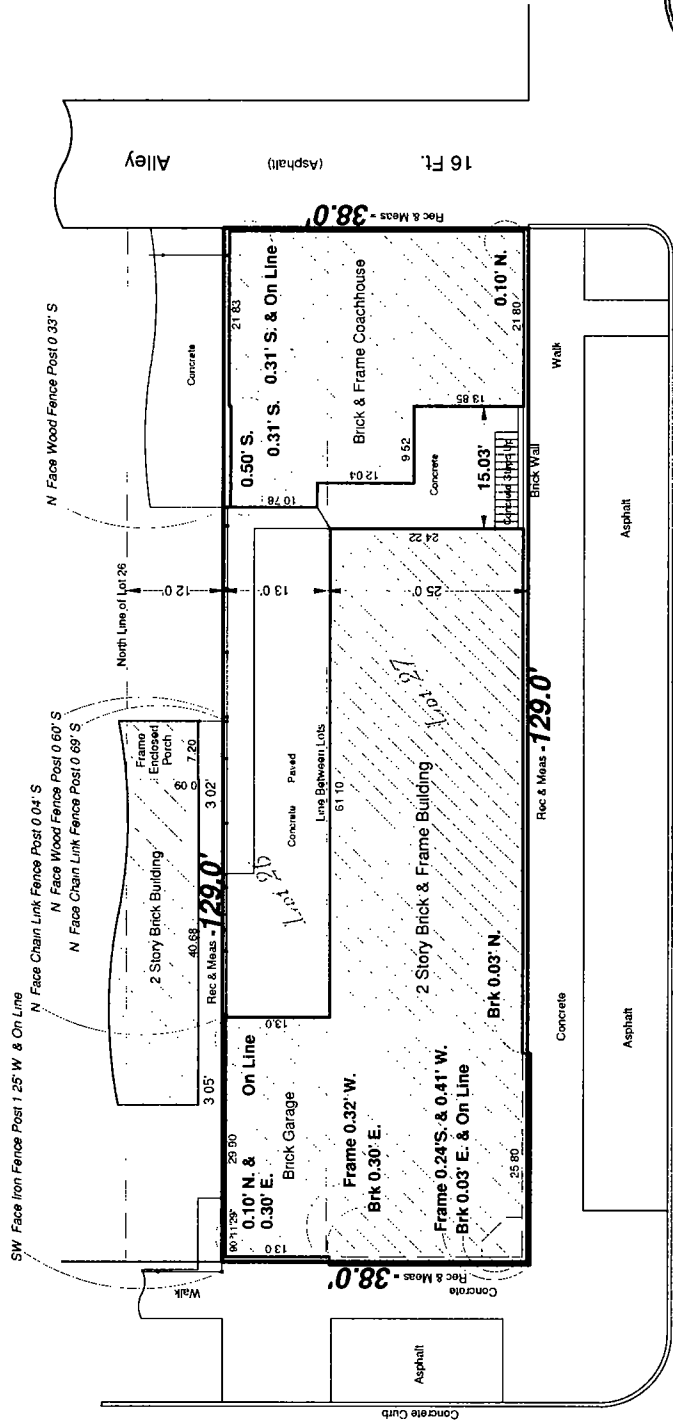 SW Face Iron Fence Post 1 25' W & On Line
N Face Chain Link Fence Post 0 04' S
N Face Wood Fence Post 0 60' S
N Face Chain Link Fence Post 0 69' S
N Face Wood Fence Post 0 33' S
North Line of Lot 26
12 0'
Alley
(Asphalt)
16 Ft.
Concrete
2 Story Brick Building
Frame
Enclosed
Porch
7.20
0 09
40.68
3 05'
3 02'
Rec & Meas - 129.0'
Walk
90°11'29"
29 90
0.10' N. &
0.30' E.
On Line
Brick Garage
13 0
13.0
Lot 26
Concrete Paved
Line Between Lots
61 10
13 0'
10 78
0.50' S.
0.31' S.
0.31' S. & On Line
21 83
Rec & Meas - 38.0'
Brick & Frame Coachhouse
12 04
9 52
Concrete
13 85
0.10' N.
21 80
15.03'
Concrete Steps Up
Brick Wall
24 22
25 0'
Lot 27
2 Story Brick & Frame Building
Frame 0.32' W.
Brk 0.30' E.
Frame 0.24'S. & 0.41' W.
Brk 0.03' E. & On Line
Brk 0.03' N.
25 80
Rec & Meas - 38.0'
Concrete
Rec & Meas - 129.0'
Concrete
Walk
Asphalt
Asphalt
Asphalt
Concrete Curb